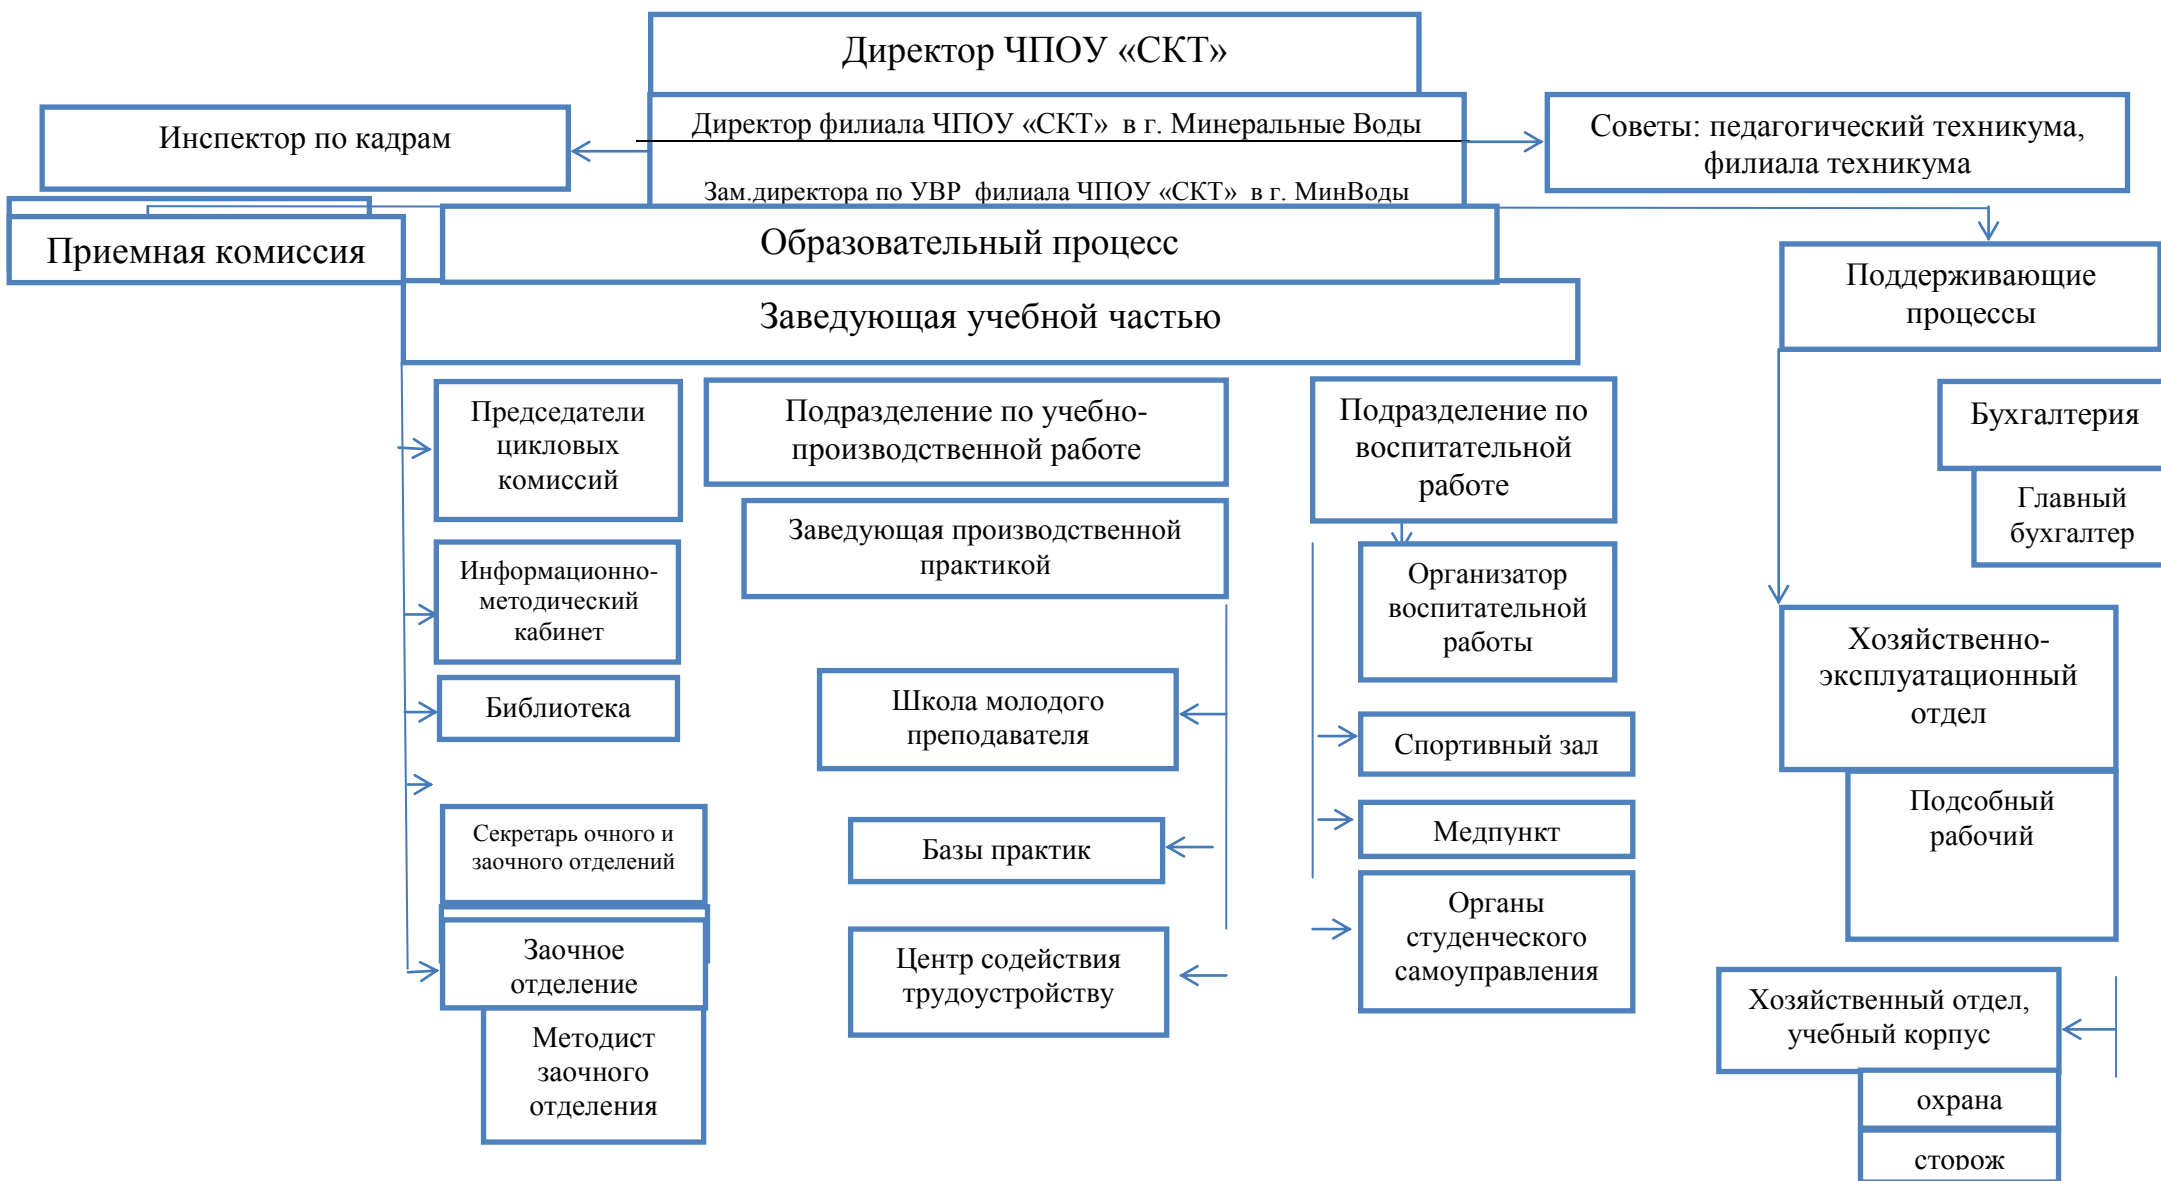 Директор ЧПОУ «СКТ»
Инспектор по кадрам
Директор филиала ЧПОУ «СКТ» в г. Минеральные Воды
Зам.директора по УВР филиала ЧПОУ «СКТ» в г. МинВоды
Советы: педагогический техникума,
филиала техникума
Приемная комиссия
Образовательный процесс
Заведующая учебной частью
Поддерживающие
процессы
Председатели
цикловых
комиссий
Информационно-
методический
кабинет
Библиотека
Секретарь очного и
заочного отделений
Заочное
отделение
Методист
заочного
отделения
Подразделение по учебно-
производственной работе
Заведующая производственной
практикой
Школа молодого
преподавателя
Базы практик
Центр содействия
трудоустройству
Подразделение по
воспитательной
работе
Организатор
воспитательной
работы
Спортивный зал
Медпункт
Органы
студенческого
самоуправления
Бухгалтерия
Главный
бухгалтер
Хозяйственно-
эксплуатационный
отдел
Подсобный
рабочий
Хозяйственный отдел,
учебный корпус
охрана
сторож